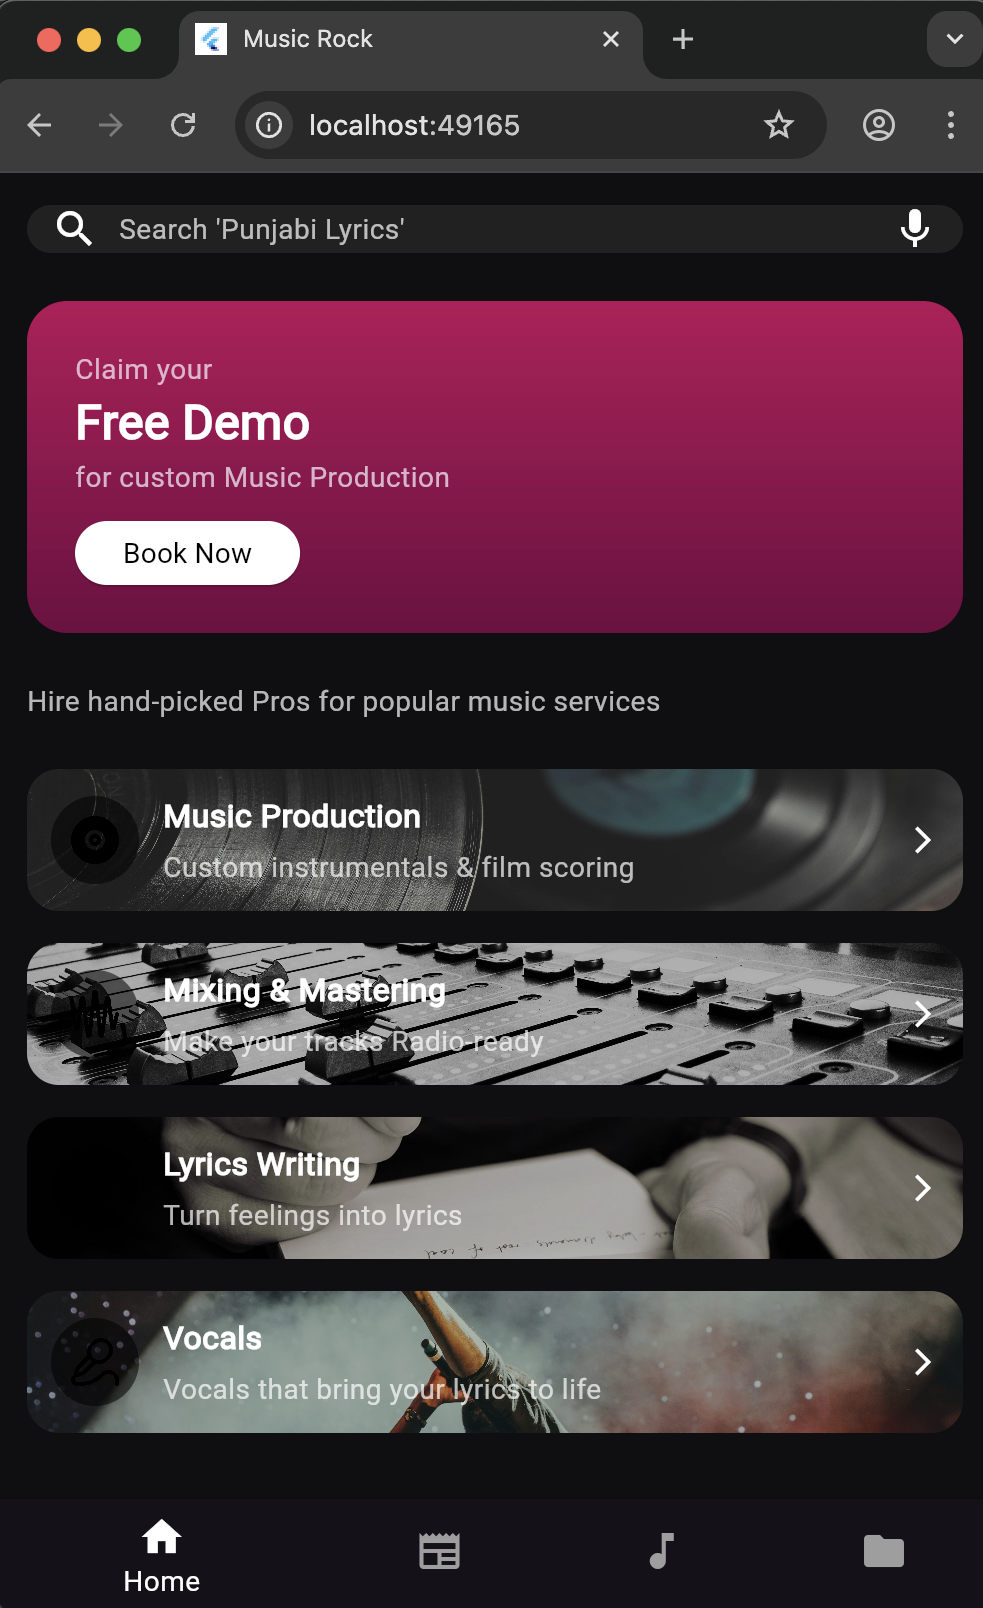 Music Rock
localhost:49165
Search 'Punjabi Lyrics'
Claim your
Free Demo
for custom Music Production
Book Now
Hire hand-picked Pros for popular music services
Music Production
Custom instrumentals & film scoring
Mixing & Mastering
Make your tracks Radio-ready
Lyrics Writing
Turn feelings into lyrics
Vocals
Vocals that bring your lyrics to life
Home